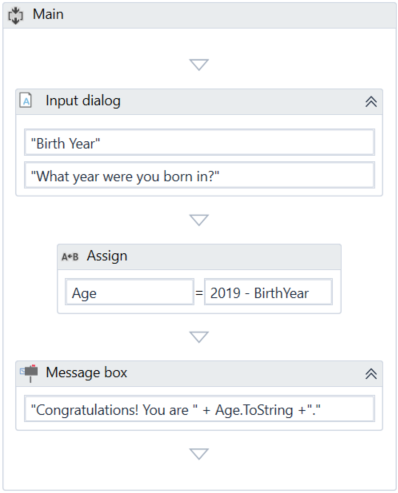 Main
Input dialog
"Birth Year"
"What year were you born in?"
A*B Assign
Age = 2019 - BirthYear
Message box
"Congratulations! You are " + Age.ToString +"."